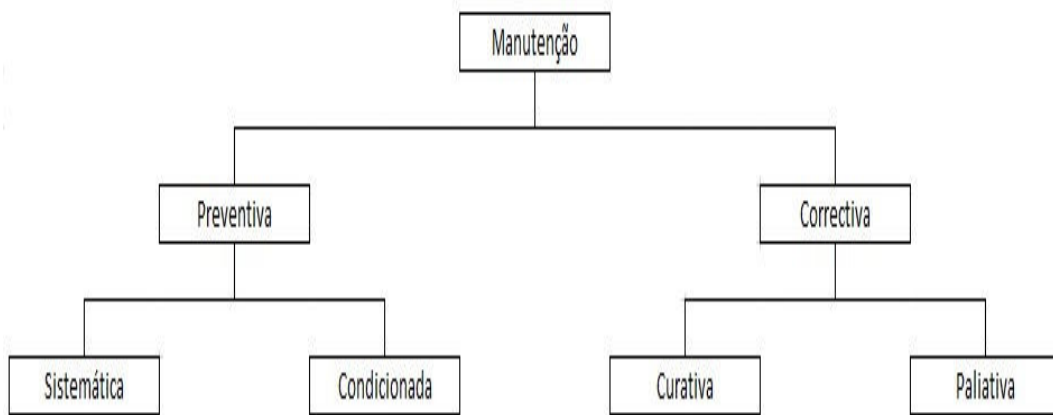 Manutenção
Preventiva
Correctiva
Sistemática
Condicionada
Curativa
Paliativa